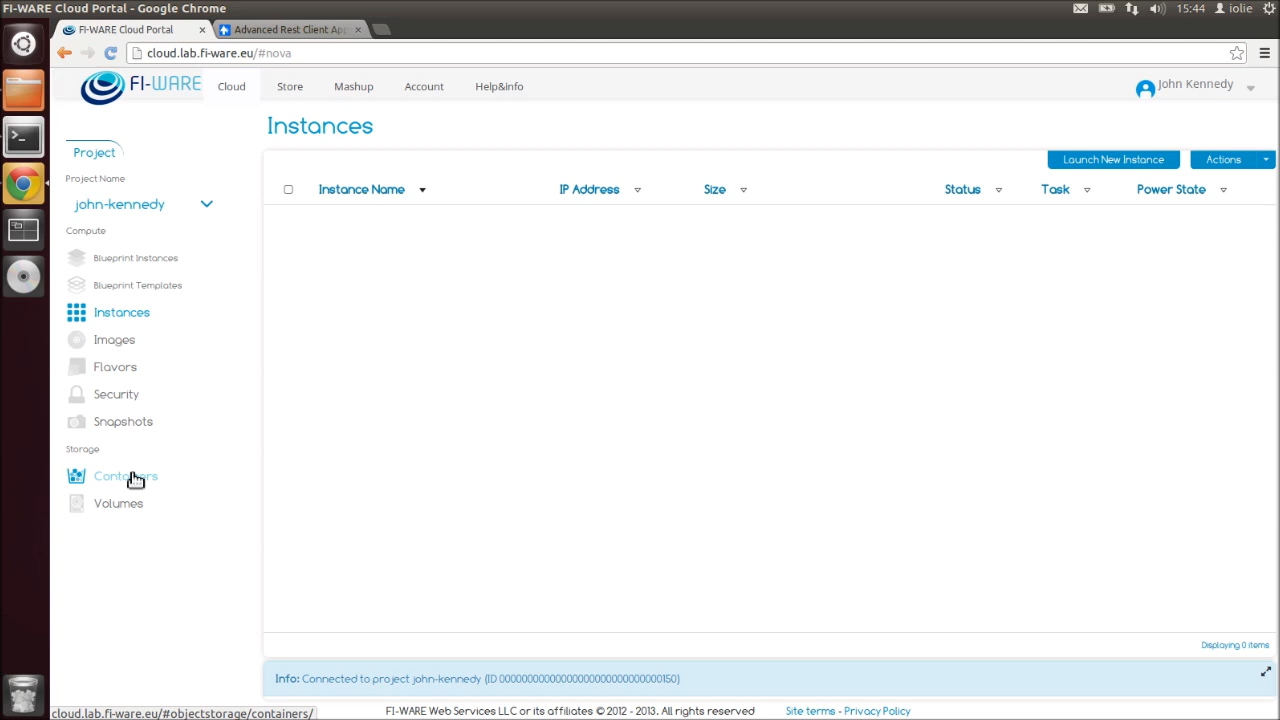 FI-WARE Cloud Portal - Google Chrome
15:44
jolie
FI-WARE Cloud Portal
Advanced Rest Client Ap
cloud.lab.fi-ware.eu/#nova
FI-WARE
Cloud
Store
Mashup
Account
Help&info
John Kennedy
Instances
Project
Project Name
john-kennedy
Compute
Blueprint Instances
Blueprint Templates
Instances
Images
Flavors
Security
Snapshots
Storage
Containers
Volumes
Launch New Instance
Actions
Instance Name
IP Address
Size
Status
Task
Power State
Displaying 0 items
Info: Connected to project john-kennedy (ID 00000000000000000000000000000150)
cloud.lab.fi-ware.eu/#objectstorage/containers/
FI-WARE Web Services LLC or its affiliates © 2012 - 2013. All rights reserved
Site terms - Privacy Policy